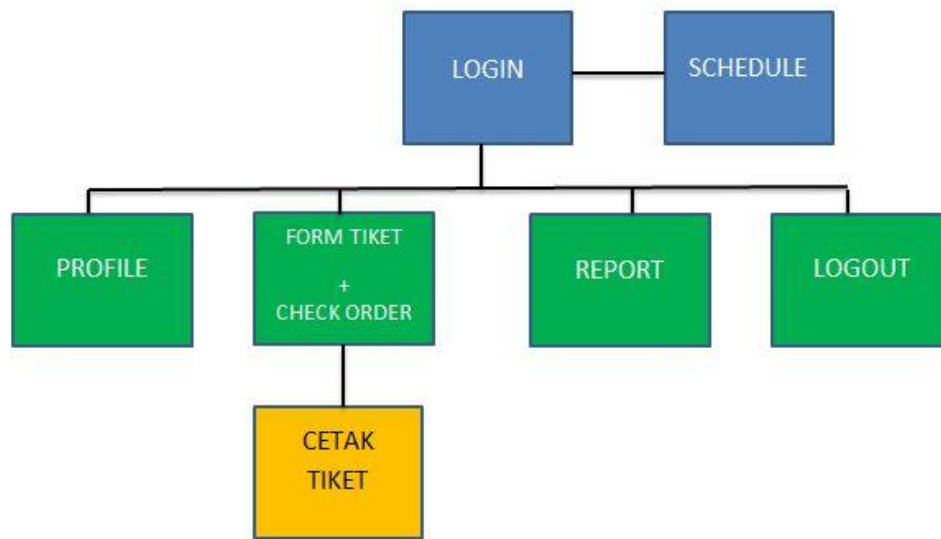 LOGIN
SCHEDULE
PROFILE
FORM TIKET
+
CHECK ORDER
REPORT
LOGOUT
CETAK
TIKET